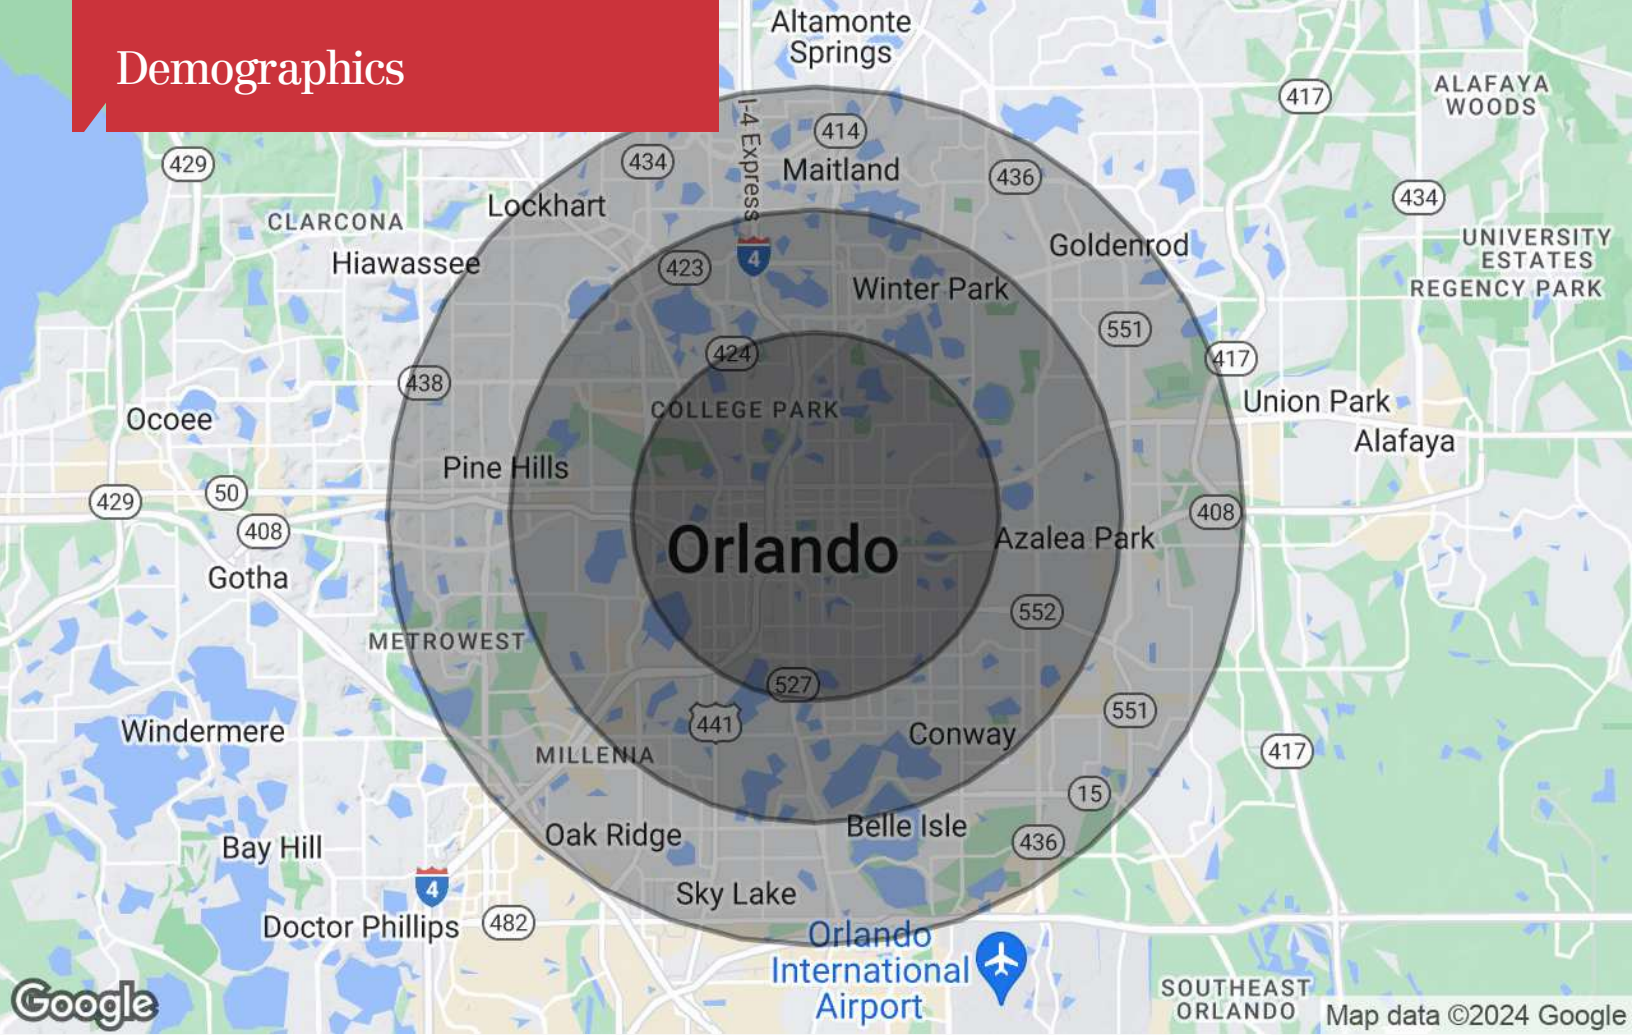 Demographics
Altamonte
Springs
417
ALAFAYA
WOODS
I-4 Express
414
429
434
Maitland
436
434
Lockhart
CLARCONA
UNIVERSITY
ESTATES
Goldenrod
Hiawassee
423
4
REGENCY PARK
Winter Park
551
424
417
438
COLLEGE PARK
Union Park
Ocoee
Alafaya
Pine Hills
50
429
408
408
Orlando
Azalea Park
Gotha
552
METROWEST
527
551
441
Windermere
Conway
417
MILLENIA
15
Belle Isle
Oak Ridge
436
Bay Hill
4
Sky Lake
Doctor Phillips
482
Orlando
International
Airport
SOUTHEAST
ORLANDO
Google
Map data ©2024 Google